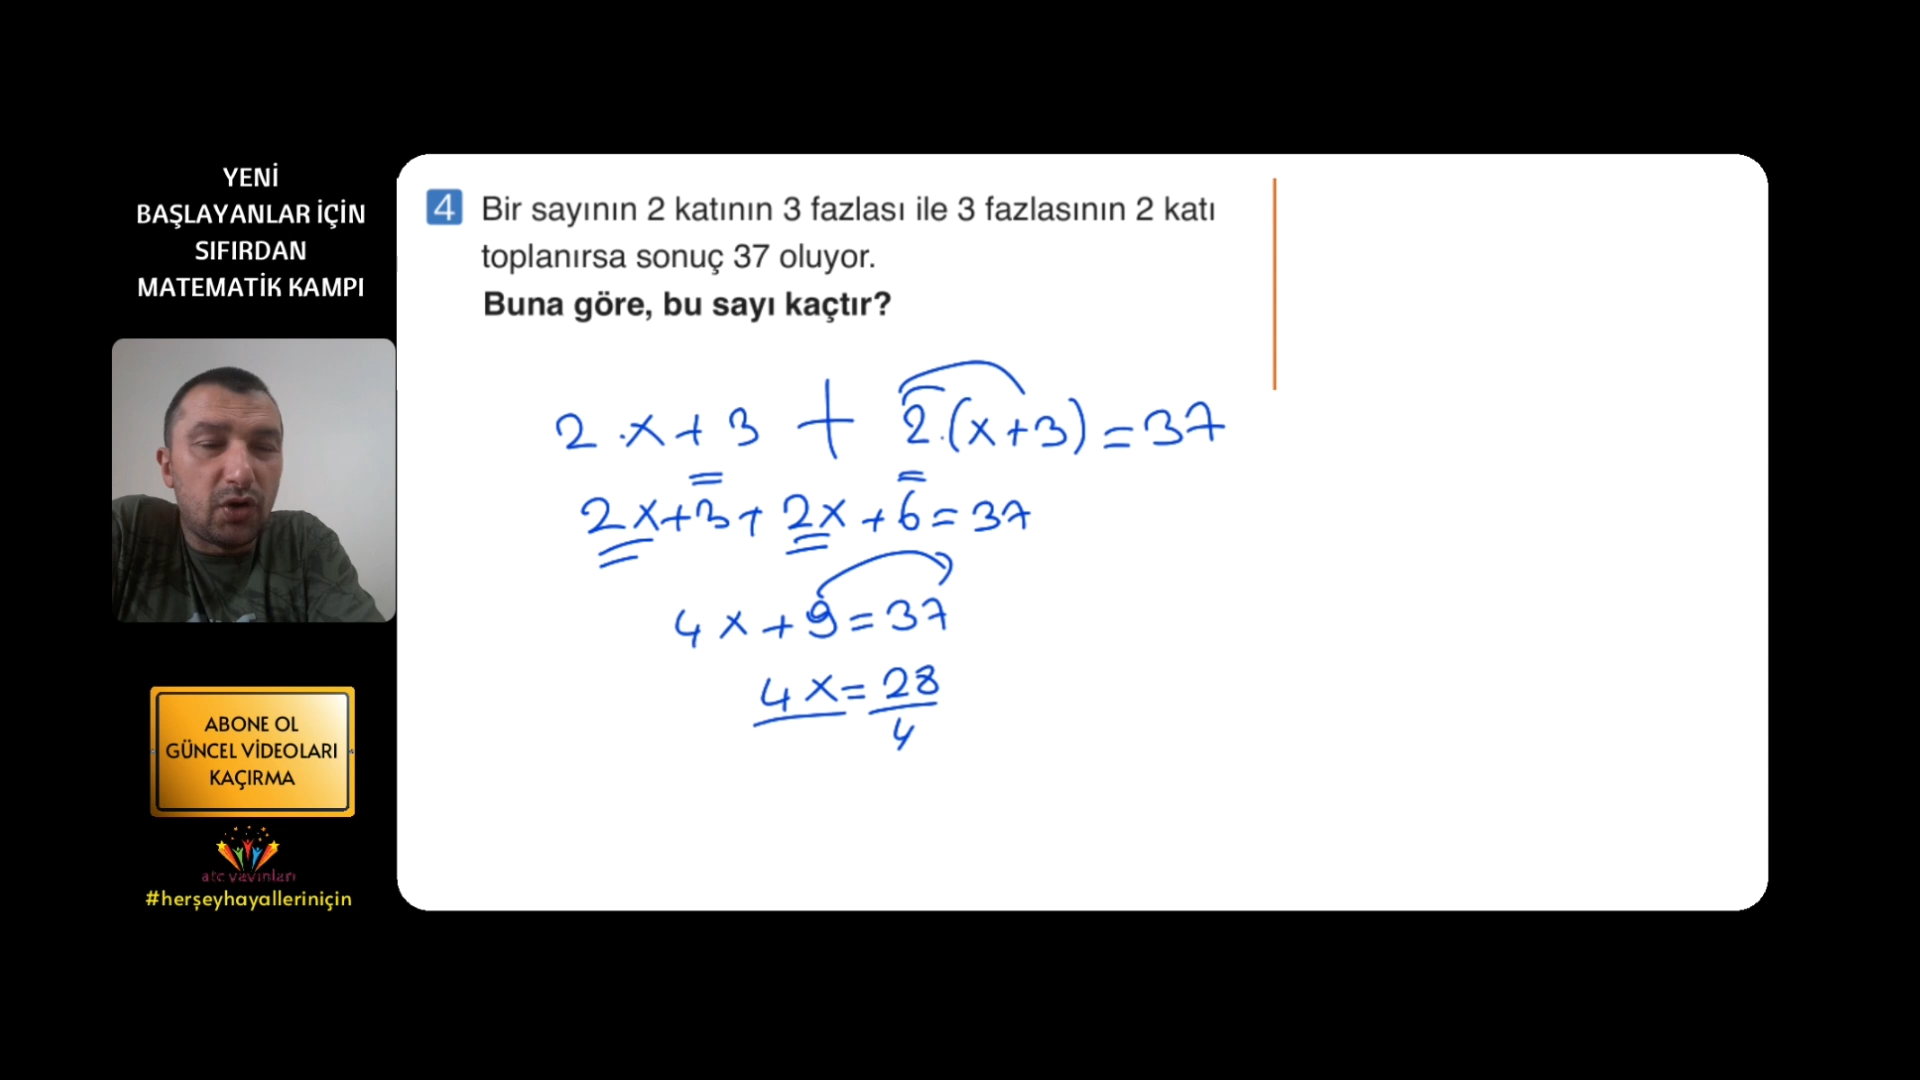 YENİ
BAŞLAYANLAR İÇİN
SIFIRDAN
MATEMATİK KAMPI
4 Bir sayının 2 katının 3 fazlası ile 3 fazlasının 2 katı
toplanırsa sonuç 37 oluyor.
Buna göre, bu sayı kaçtır?
2.x+3 + 2.(x+3)=37
2x+3+2x+6=37
4x+9=37
4x=28
4
ABONE OL
GÜNCEL VİDEOLARI
KAÇIRMA
atc yayınları
#herşeyhayalleriniçin